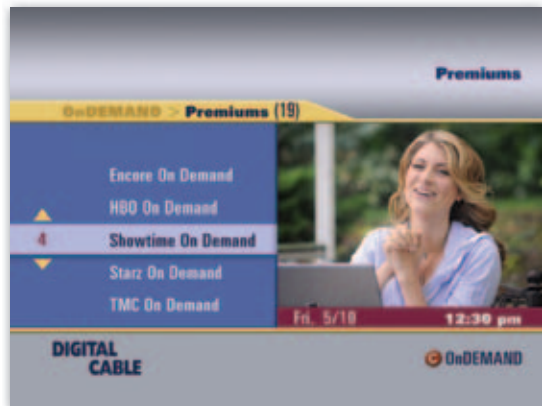 Premiums
OnDEMAND > Premiums (19)
Encore On Demand
HBO On Demand
4 Showtime On Demand
Starz On Demand
TMC On Demand
Fri. 5/10 12:30 pm
DIGITAL
CABLE
OnDEMAND